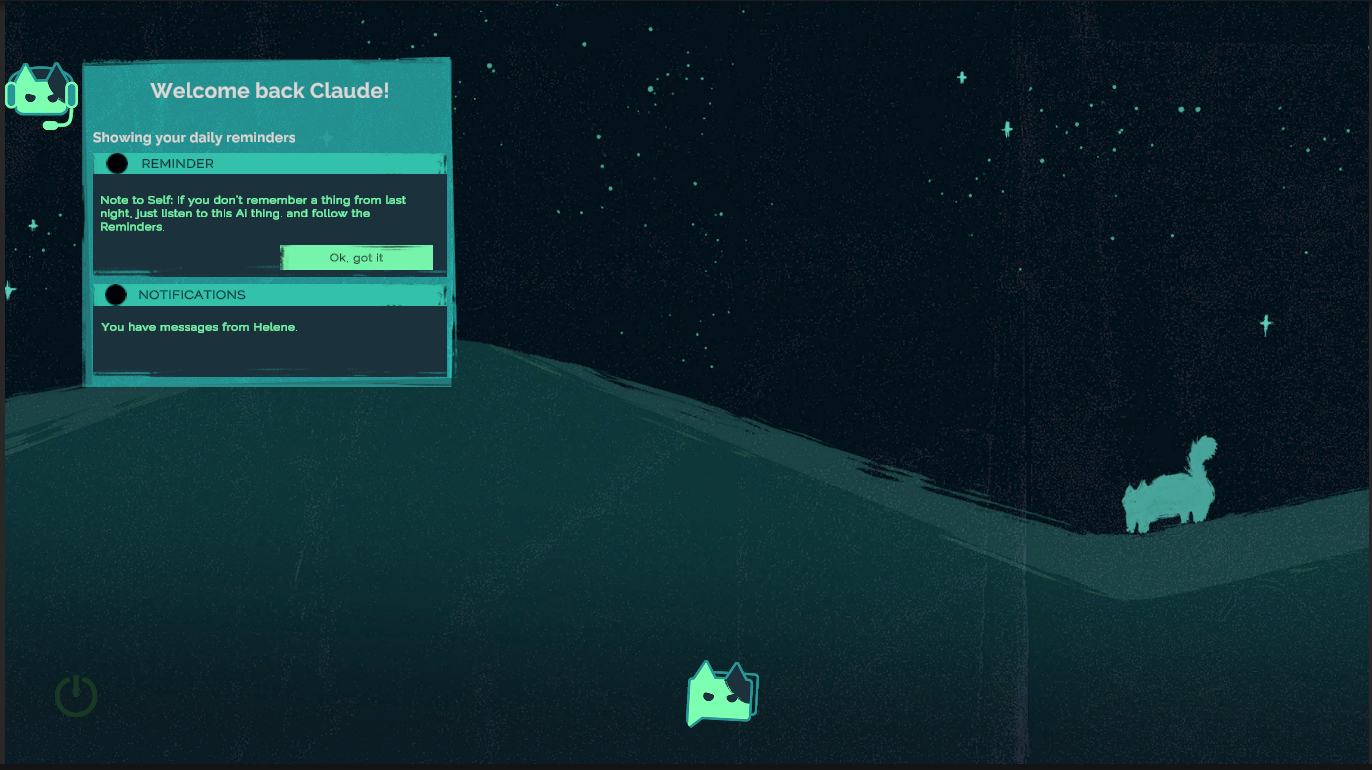 Welcome back Claude!
Showing your daily reminders
REMINDER
Note to Self: If you don't remember a thing from last
night, just listen to this Ai thing. and follow the
Reminders.
Ok, got it
NOTIFICATIONS
You have messages from Helene.